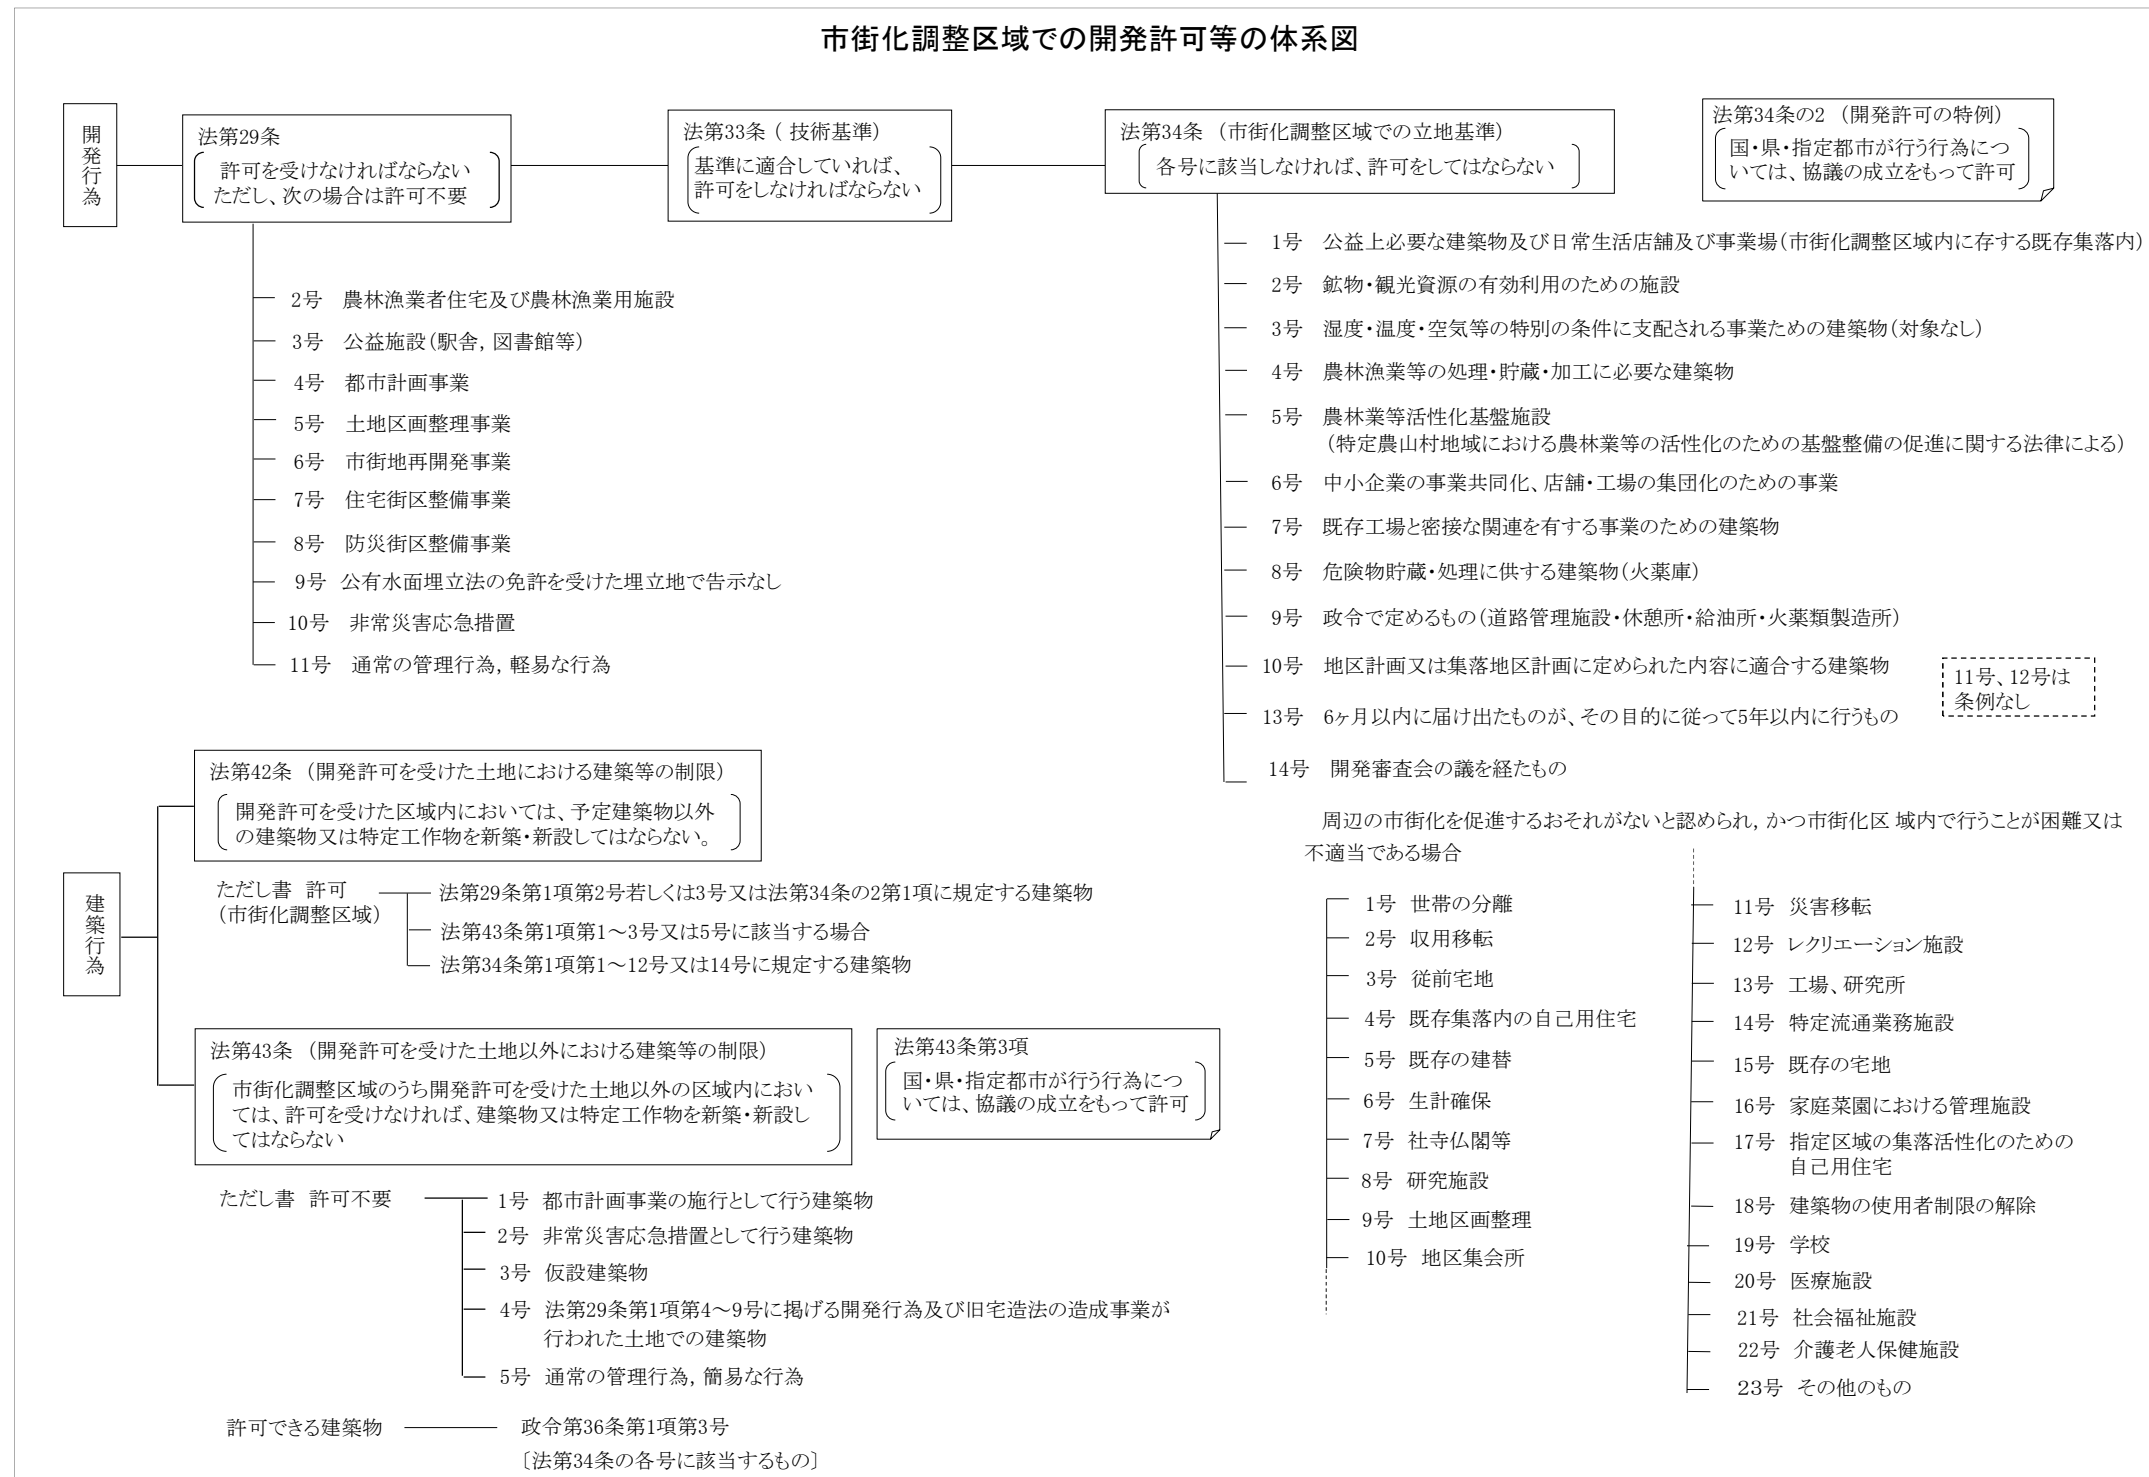 市街化調整区域での開発許可等の体系図
開発行為
法第29条
許可を受けなければならない
ただし、次の場合は許可不要
法第33条 ( 技術基準)
基準に適合していれば、
許可をしなければならない
法第34条 (市街化調整区域での立地基準)
各号に該当しなければ、許可をしてはならない
法第34条の2 (開発許可の特例)
国・県・指定都市が行う行為につ
いては、協議の成立をもって許可
2号 農林漁業者住宅及び農林漁業用施設
3号 公益施設(駅舎, 図書館等)
4号 都市計画事業
5号 土地区画整理事業
6号 市街地再開発事業
7号 住宅街区整備事業
8号 防災街区整備事業
9号 公有水面埋立法の免許を受けた埋立地で告示なし
10号 非常災害応急措置
11号 通常の管理行為, 軽易な行為
1号 公益上必要な建築物及び日常生活店舗及び事業場(市街化調整区域内に存する既存集落内)
2号 鉱物・観光資源の有効利用のための施設
3号 湿度・温度・空気等の特別の条件に支配される事業ための建築物(対象なし)
4号 農林漁業等の処理・貯蔵・加工に必要な建築物
5号 農林業等活性化基盤施設
(特定農山村地域における農林業等の活性化のための基盤整備の促進に関する法律による)
6号 中小企業の事業共同化、店舗・工場の集団化のための事業
7号 既存工場と密接な関連を有する事業のための建築物
8号 危険物貯蔵・処理に供する建築物(火薬庫)
9号 政令で定めるもの(道路管理施設・休憩所・給油所・火薬類製造所)
10号 地区計画又は集落地区計画に定められた内容に適合する建築物
11号、12号は
条例なし
13号 6ヶ月以内に届け出たものが、その目的に従って5年以内に行うもの
14号 開発審査会の議を経たもの
周辺の市街化を促進するおそれがないと認められ, かつ市街化区 域内で行うことが困難又は
不適当である場合
1号 世帯の分離
2号 収用移転
3号 従前宅地
4号 既存集落内の自己用住宅
5号 既存の建替
6号 生計確保
7号 社寺仏閣等
8号 研究施設
9号 土地区画整理
10号 地区集会所
11号 災害移転
12号 レクリエーション施設
13号 工場、研究所
14号 特定流通業務施設
15号 既存の宅地
16号 家庭菜園における管理施設
17号 指定区域の集落活性化のための
自己用住宅
18号 建築物の使用者制限の解除
19号 学校
20号 医療施設
21号 社会福祉施設
22号 介護老人保健施設
23号 その他のもの
建築行為
法第42条 (開発許可を受けた土地における建築等の制限)
開発許可を受けた区域内においては、予定建築物以外
の建築物又は特定工作物を新築・新設してはならない。
ただし書 許可
(市街化調整区域)
法第29条第1項第2号若しくは3号又は法第34条の2第1項に規定する建築物
法第43条第1項第1~3号又は5号に該当する場合
法第34条第1項第1~12号又は14号に規定する建築物
法第43条 (開発許可を受けた土地以外における建築等の制限)
市街化調整区域のうち開発許可を受けた土地以外の区域内におい
ては、許可を受けなければ、建築物又は特定工作物を新築・新設し
てはならない
法第43条第3項
国・県・指定都市が行う行為につ
いては、協議の成立をもって許可
ただし書 許可不要
1号 都市計画事業の施行として行う建築物
2号 非常災害応急措置として行う建築物
3号 仮設建築物
4号 法第29条第1項第4~9号に掲げる開発行為及び旧宅造法の造成事業が
行われた土地での建築物
5号 通常の管理行為, 簡易な行為
許可できる建築物
政令第36条第1項第3号
〔法第34条の各号に該当するもの〕